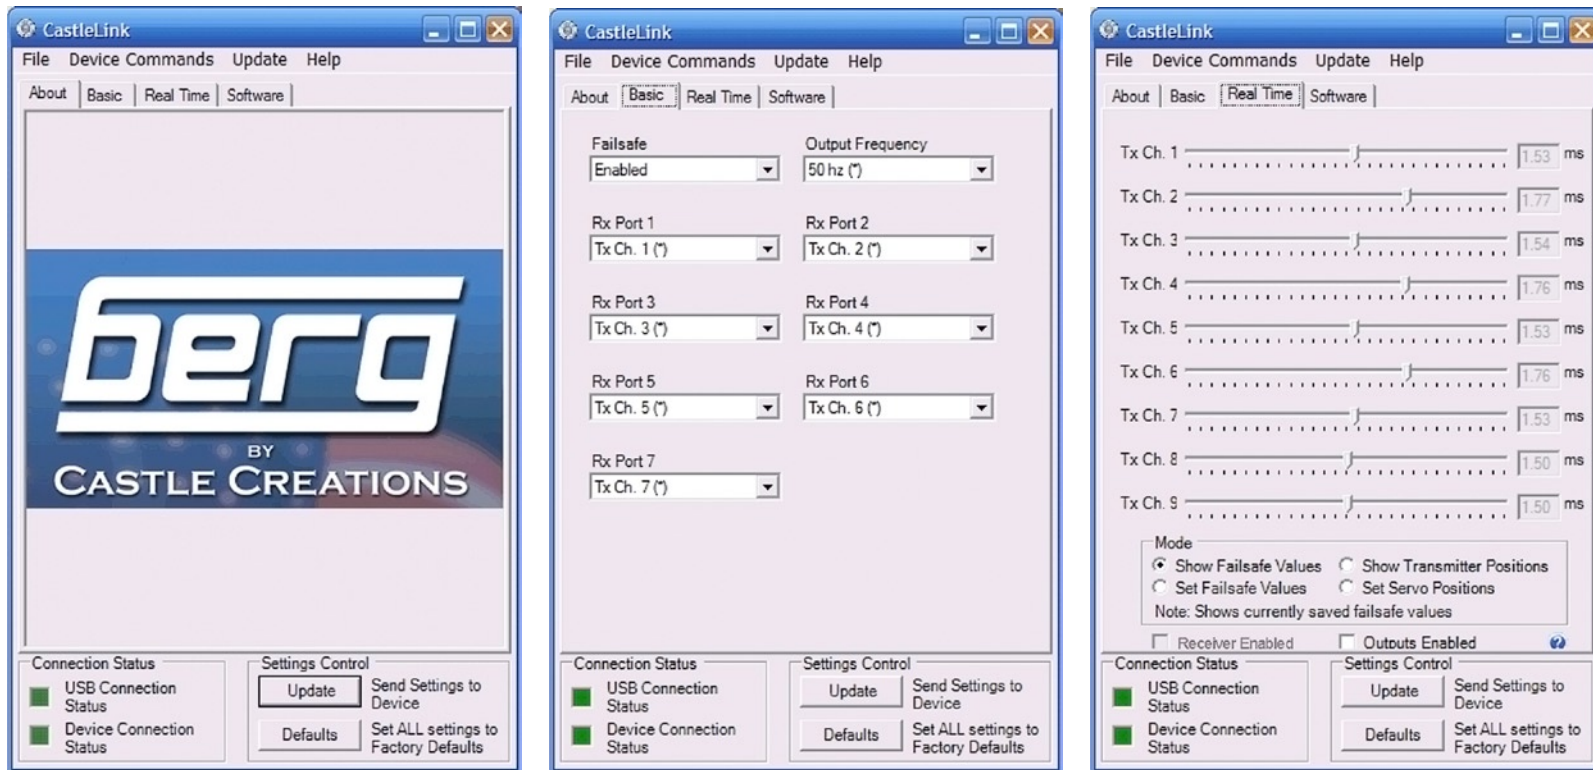 CastleLink
File Device Commands Update Help
About Basic Real Time Software
berg
BY
CASTLE CREATIONS
Connection Status
USB Connection
Status
Device Connection
Status
Settings Control
Update
Send Settings to
Device
Defaults
Set ALL settings to
Factory Defaults
CastleLink
File Device Commands Update Help
About Basic Real Time Software
Failsafe Output Frequency
Enabled 50 hz (*)
Rx Port 1 Rx Port 2
Tx Ch. 1 (*) Tx Ch. 2 (*)
Rx Port 3 Rx Port 4
Tx Ch. 3 (*) Tx Ch. 4 (*)
Rx Port 5 Rx Port 6
Tx Ch. 5 (*) Tx Ch. 6 (*)
Rx Port 7
Tx Ch. 7 (*)
Connection Status
USB Connection
Status
Device Connection
Status
Settings Control
Update
Send Settings to
Device
Defaults
Set ALL settings to
Factory Defaults
CastleLink
File Device Commands Update Help
About Basic Real Time Software
Tx Ch. 1 1.53 ms
Tx Ch. 2 1.77 ms
Tx Ch. 3 1.54 ms
Tx Ch. 4 1.76 ms
Tx Ch. 5 1.53 ms
Tx Ch. 6 1.76 ms
Tx Ch. 7 1.53 ms
Tx Ch. 8 1.50 ms
Tx Ch. 9 1.50 ms
Mode
Show Failsafe Values Show Transmitter Positions
Set Failsafe Values Set Servo Positions
Note: Shows currently saved failsafe values
Receiver Enabled Outputs Enabled ?
Connection Status
USB Connection
Status
Device Connection
Status
Settings Control
Update
Send Settings to
Device
Defaults
Set ALL settings to
Factory Defaults